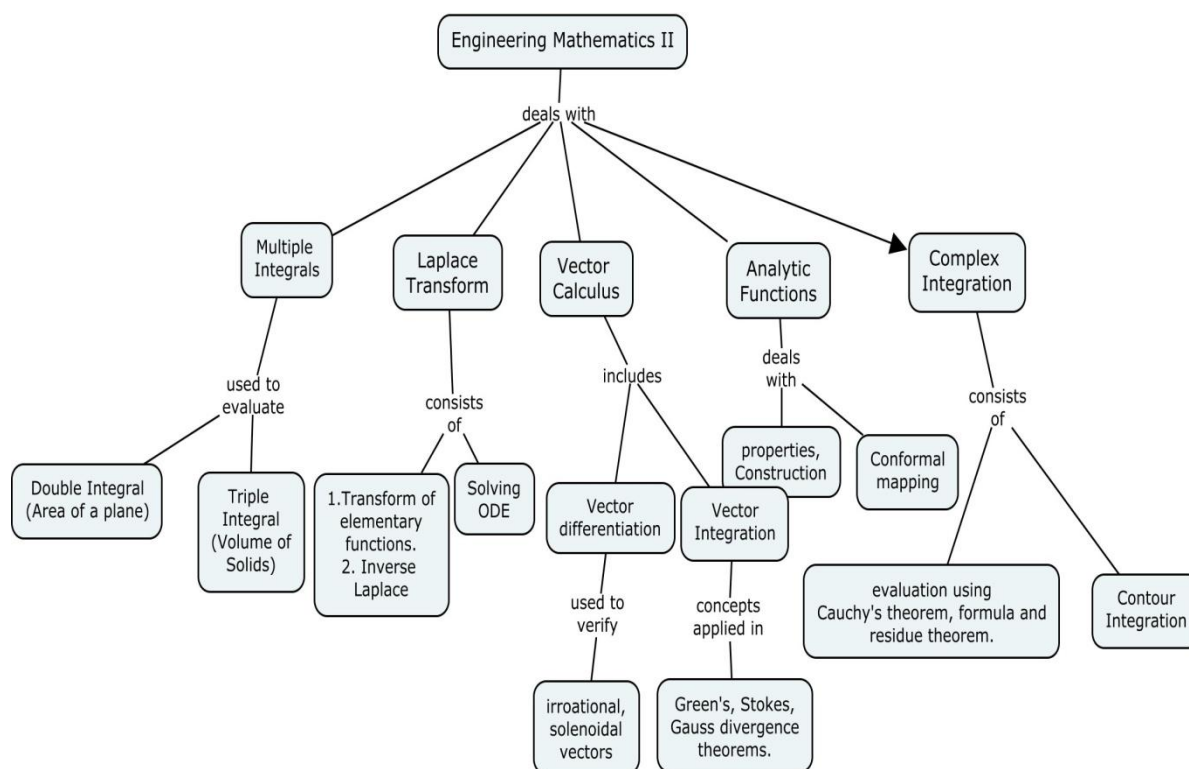 Engineering Mathematics II
deals with
Multiple
Integrals
Laplace
Transform
Vector
Calculus
Analytic
Functions
Complex
Integration
used to
evaluate
consists
of
includes
deals
with
consists
of
Double Integral
(Area of a plane)
Triple
Integral
(Volume of
Solids)
1.Transform of
elementary
functions.
2. Inverse
Laplace
Solving
ODE
Vector
differentiation
Vector
Integration
properties,
Construction
Conformal
mapping
evaluation using
Cauchy's theorem, formula and
residue theorem.
Contour
Integration
used to
verify
concepts
applied in
irroational,
solenoidal
vectors
Green's, Stokes,
Gauss divergence
theorems.